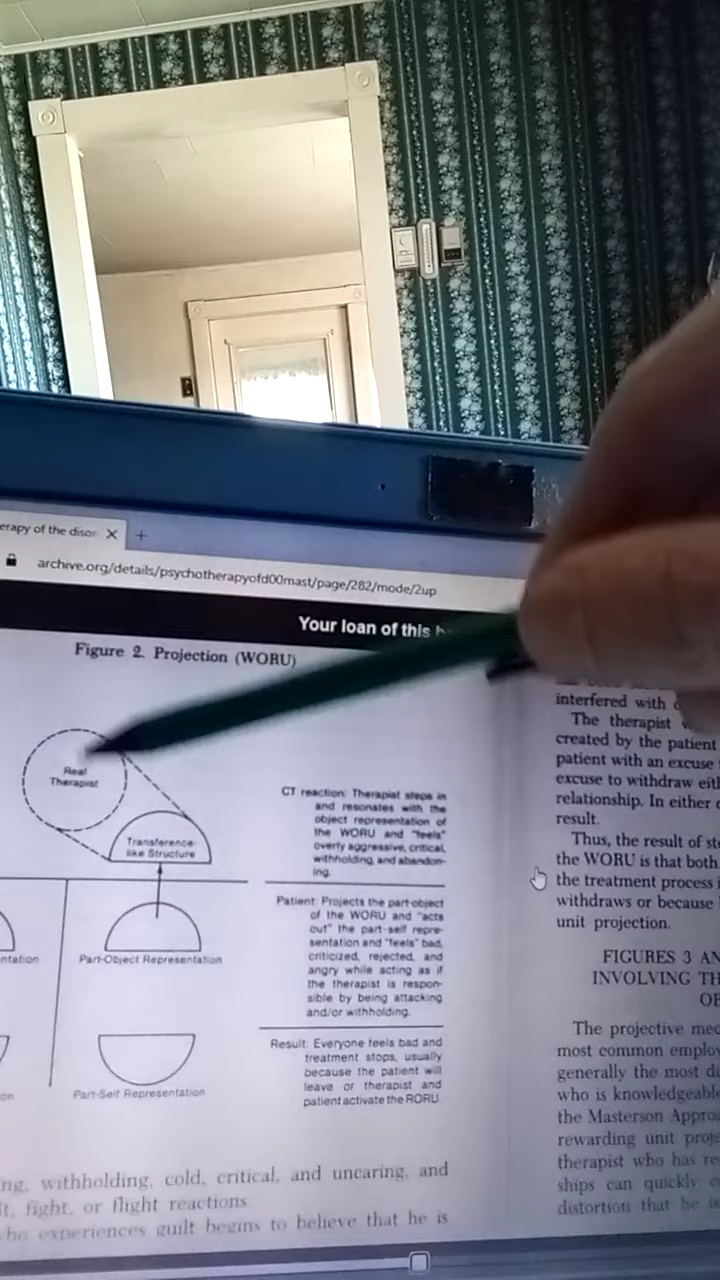 erapy of the disor
archive.org/details/psychotherapyofd00mast/page/282/mode/2up
Your loan of this
Figure 2. Projection (WORU)
Real
Therapist
Transference-
like Structure
ntation
Part-Object Representation
on
Part-Self Representation
CT reaction: Therapist steps in
and resonates with the
object representation of
the WORU and "feels"
overly aggressive, critical,
withholding, and abandon-
ing.
Patient: Projects the part-object
of the WORU and "acts
out" the part-self repre-
sentation and "feels" bad,
criticized, rejected, and
angry while acting as if
the therapist is respon-
sible by being attacking
and/or withholding.
Result: Everyone feels bad and
treatment stops, usually
because the patient will
leave or therapist and
patient activate the RORU.
ng, withholding, cold, critical, and uncaring, and
lt, fight, or flight reactions
who experiences guilt begins to believe that he is
interfered with
The therapist
created by the patient
patient with an excuse
excuse to withdraw eit
relationship. In either
result.
Thus, the result of st
the WORU is that both
the treatment process i
withdraws or because
unit projection.
FIGURES 3 AN
INVOLVING TH
OF
The projective mec
most common employ
generally the most di
who is knowledgeable
the Masterson Appro
rewarding unit proje
therapist who has re
ships can quickly c
distortion that he is